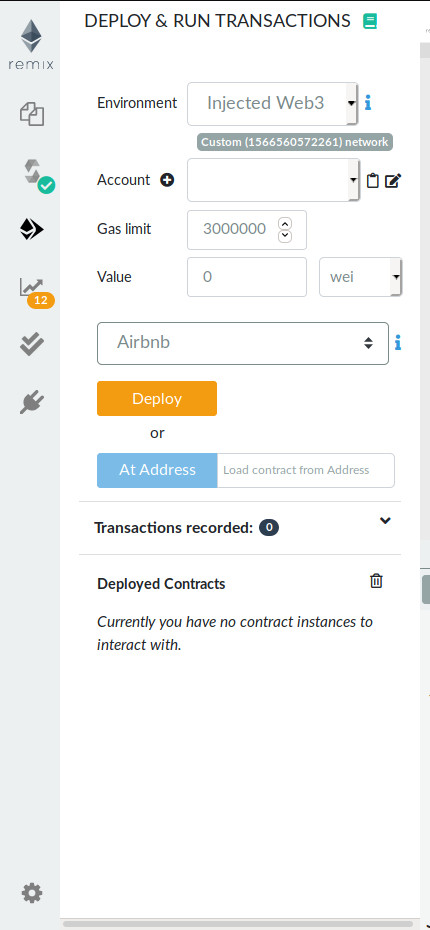 DEPLOY & RUN TRANSACTIONS
remix
Environment
Injected Web3
Custom (1566560572261) network
Account
Gas limit
3000000
Value
0
wei
12
Airbnb
Deploy
or
At Address
Load contract from Address
Transactions recorded: 0
Deployed Contracts
Currently you have no contract instances to
interact with.